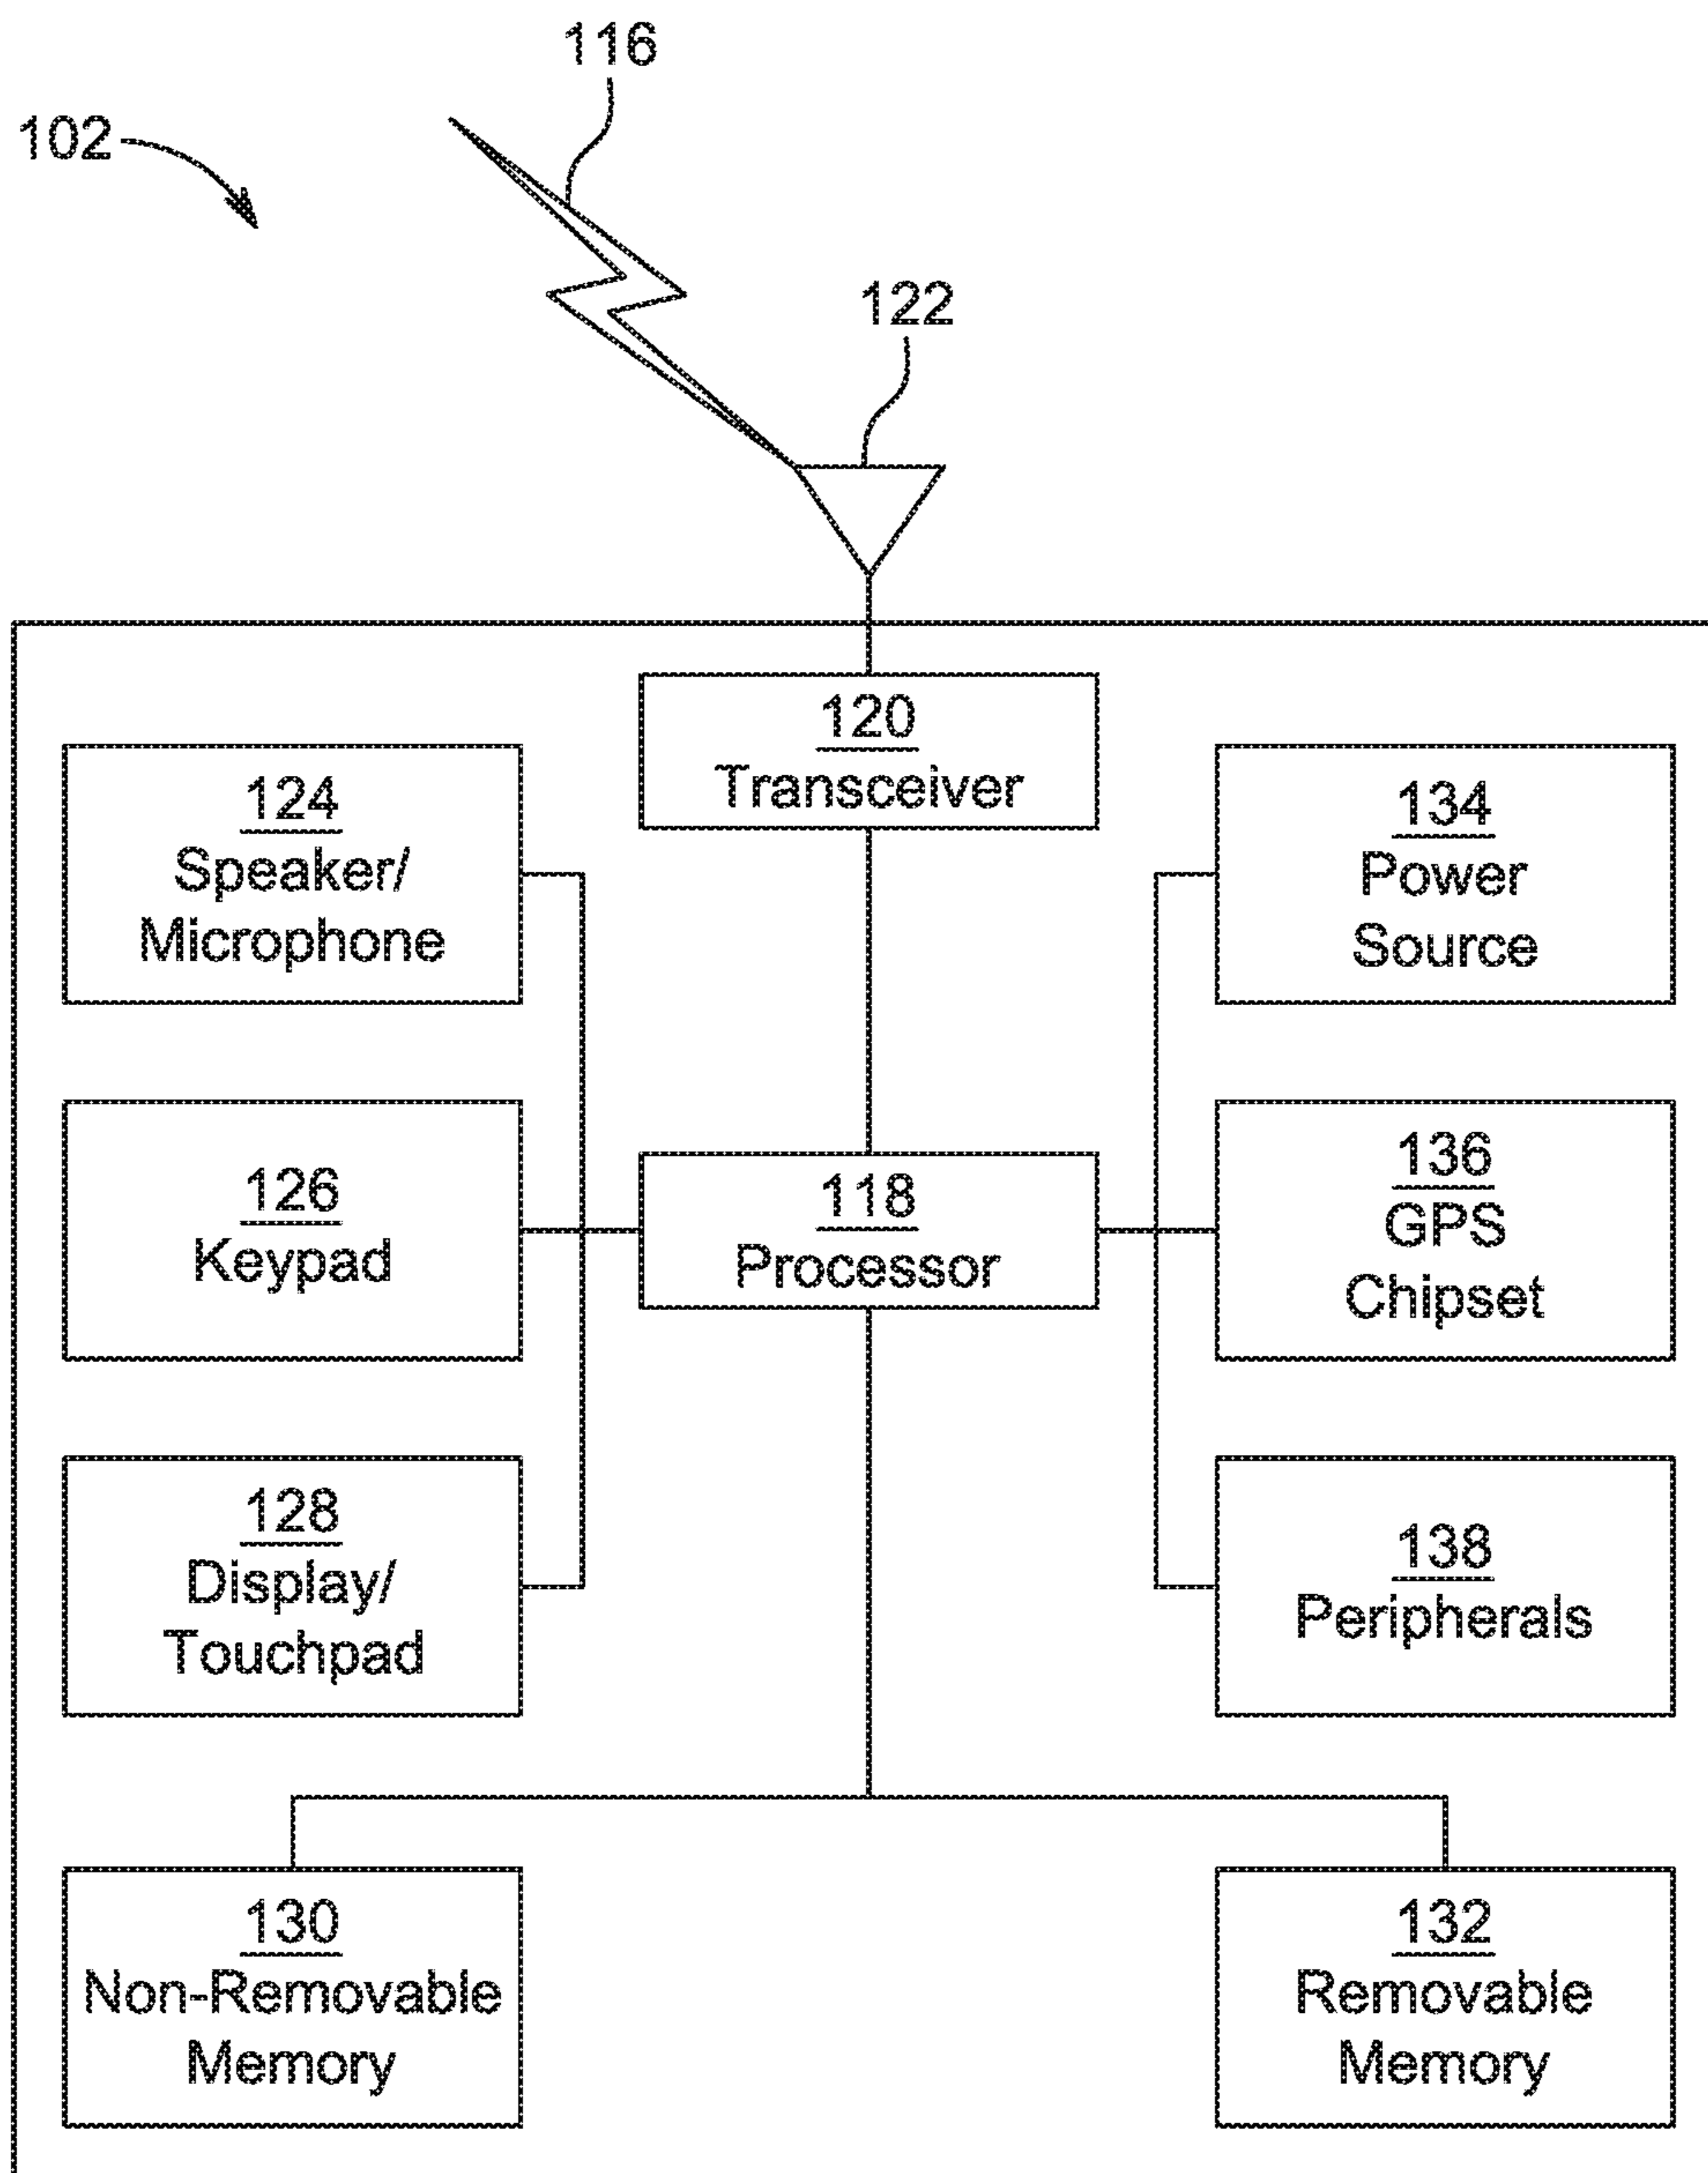 116
102
122
120
Transceiver
124
Speaker/
Microphone
134
Power
Source
126
Keypad
118
Processor
136
GPS
Chipset
128
Display/
Touchpad
138
Peripherals
130
Non-Removable
Memory
132
Removable
Memory